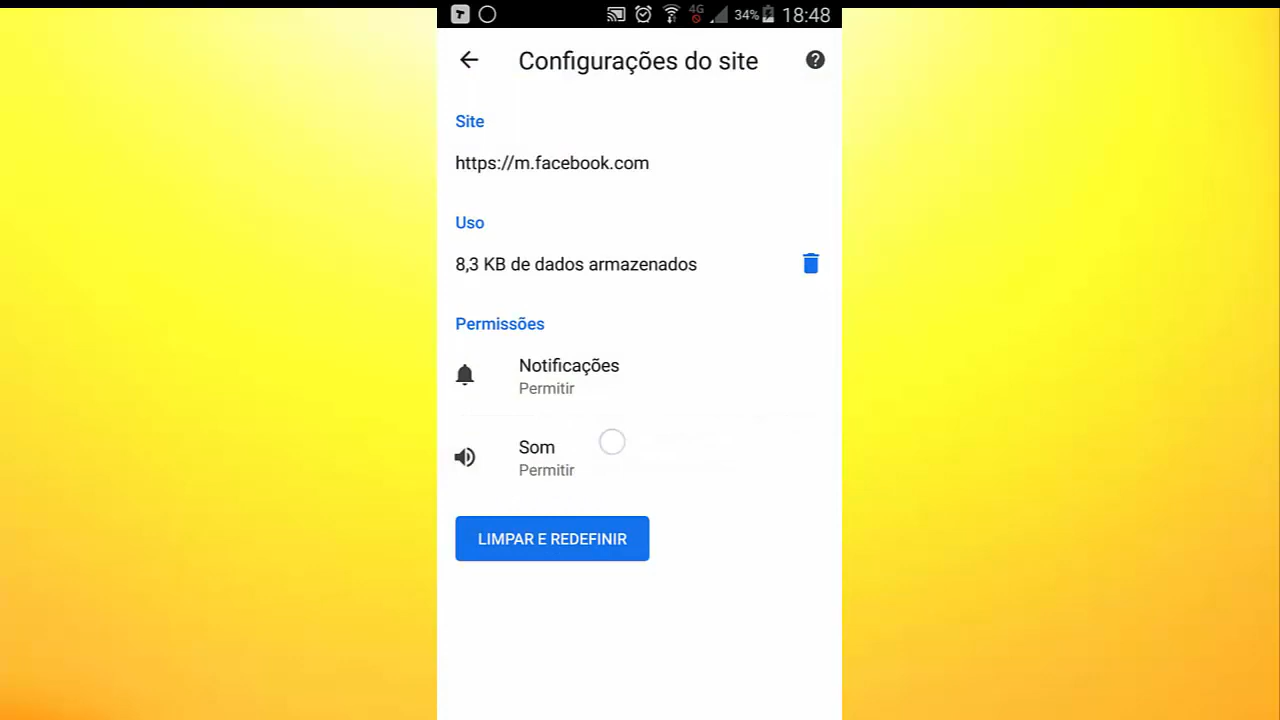 T 4G 34% 18:48
Configurações do site
Site
https://m.facebook.com
Uso
8,3 KB de dados armazenados
Permissões
Notificações
Permitir
Som
Permitir
LIMPAR E REDEFINIR